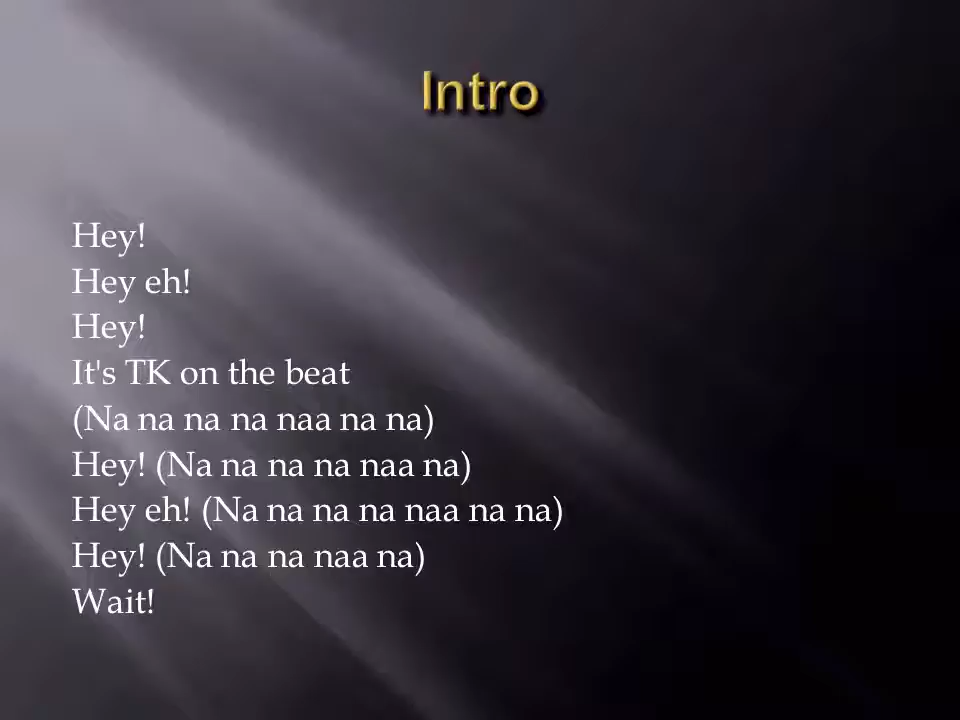 Intro
Hey!
Hey eh!
Hey!
It's TK on the beat
(Na na na na naa na na)
Hey! (Na na na na naa na)
Hey eh! (Na na na na naa na na)
Hey! (Na na na naa na)
Wait!